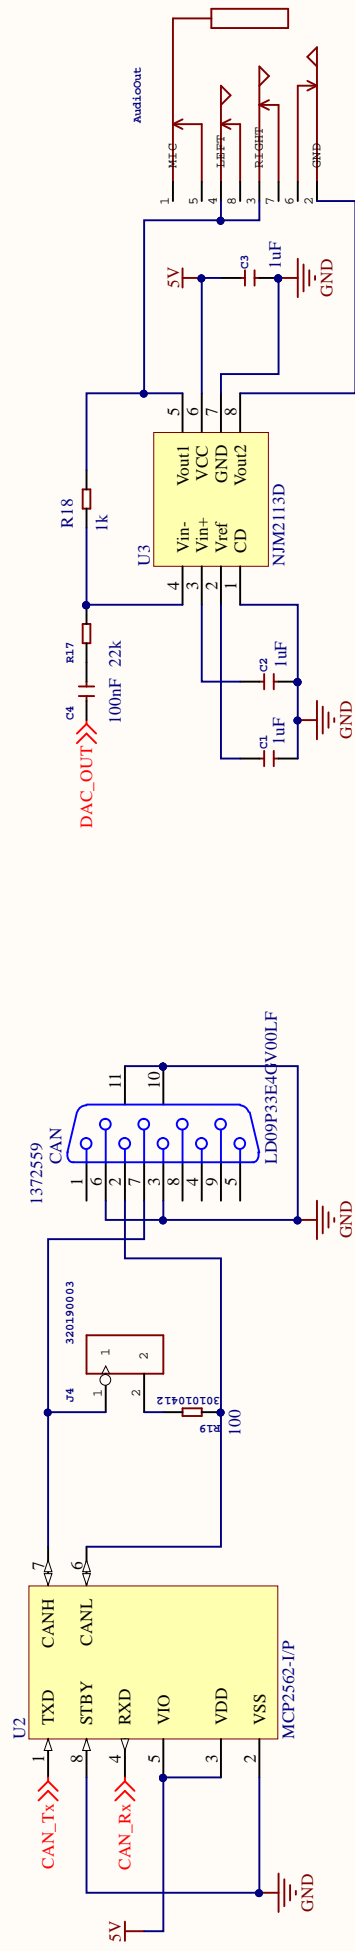 5V
CAN_Tx
CAN_Rx
1
8
4
5
3
2
GND
U2
TXD
STBY
RXD
VIO
VDD
VSS
CANH
CANL
MCP2562-I/P
7
6
J4
320190003
1
2
1
2
R19
301010412
100
1372559
CAN
1
6
2
7
3
8
4
9
5
11
10
LD09P33E4GV00LF
GND
DAC_OUT
C4
100nF
R17
22k
R18
1k
C1
1uF
C2
1uF
GND
4
3
2
1
U3
Vin-
Vin+
Vref
CD
Vout1
VCC
GND
Vout2
NJM2113D
5
6
7
8
5V
C3
1uF
GND
AudioOut
1
5
4
8
3
7
6
2
MIC
LEFT
RIGHT
GND